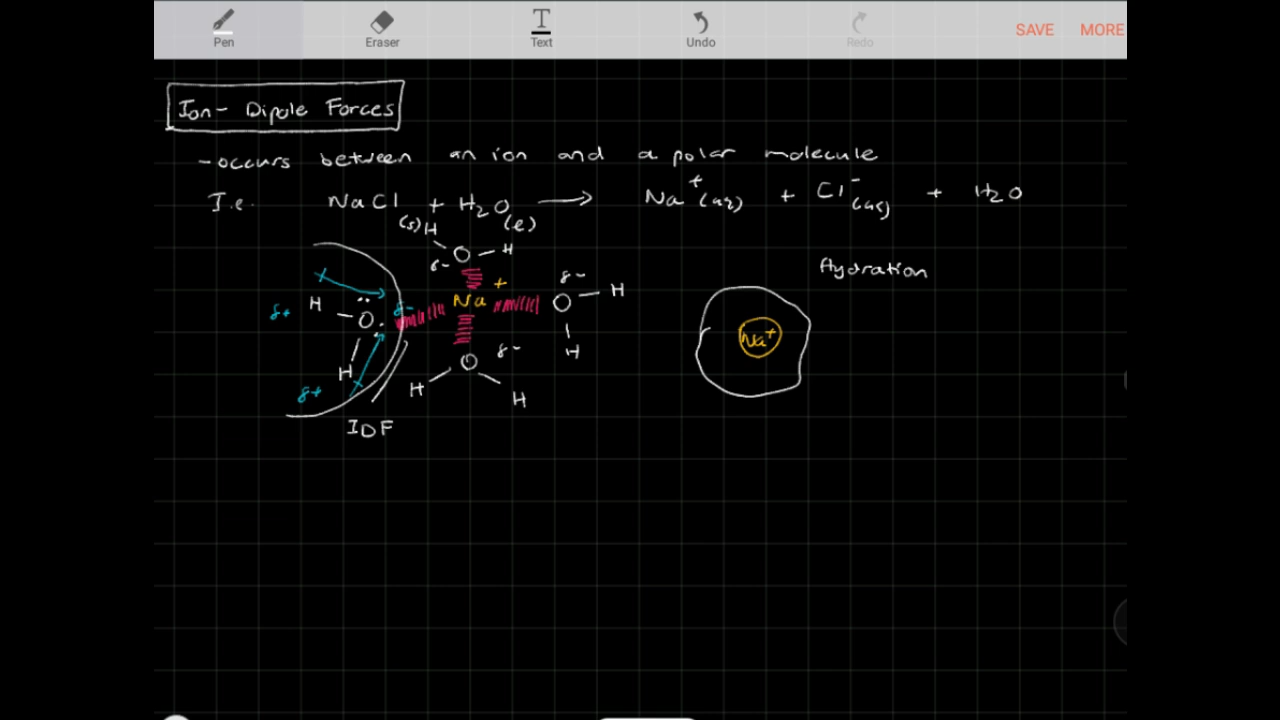 Pen Eraser Text Undo Redo SAVE MORE
Ion- Dipole Forces
- occurs between an ion and a polar molecule
I.e. NaCl (s) + H2O (l) → Na+ (aq) + Cl- (aq) + H2O
Hydration
H O H
δ-
Na+
δ+ H O δ-
H
δ+
δ-
O H
H
δ-
O
H H
IDF
Na+